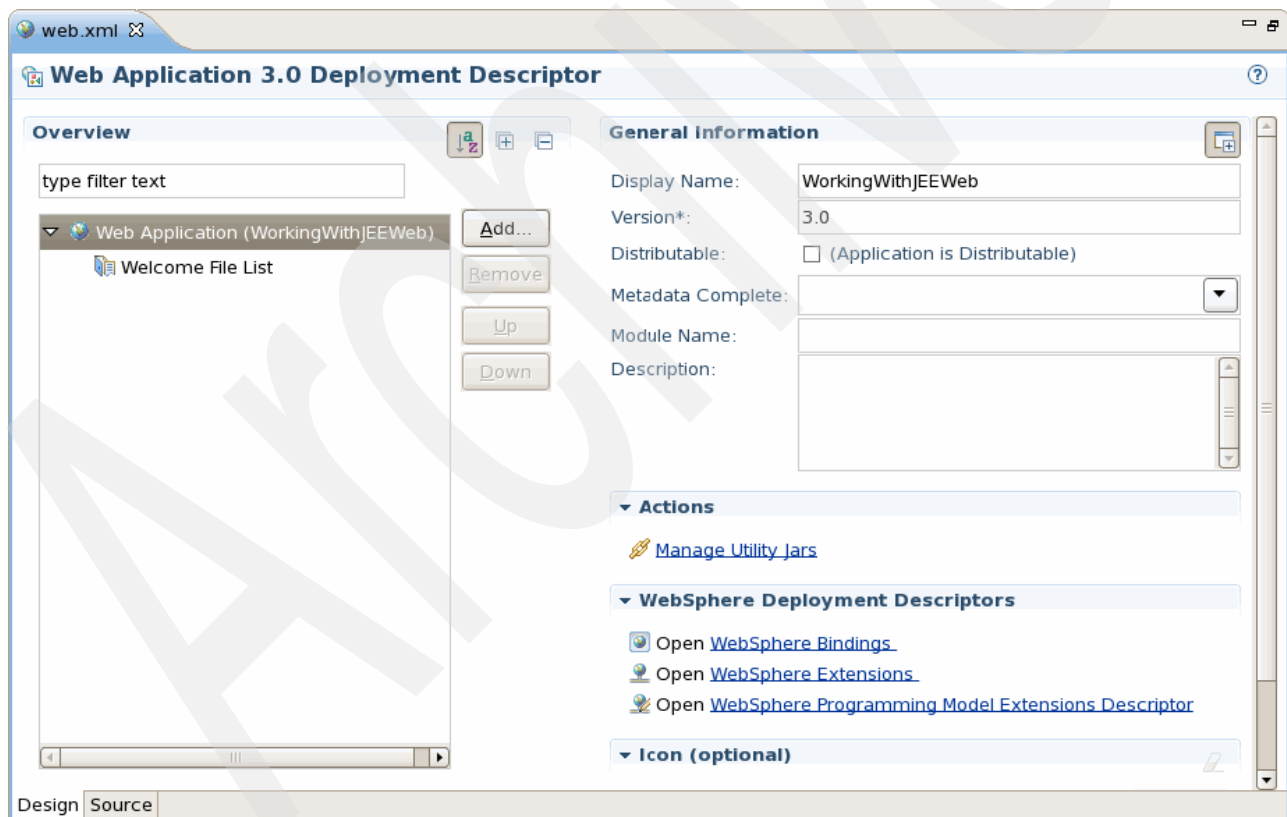 web.xml
Web Application 3.0 Deployment Descriptor
Overview
type filter text
Web Application (WorkingWithJEEWeb)
Welcome File List
Add...
Remove
Up
Down
General Information
Display Name: WorkingWithJEEWeb
Version*: 3.0
Distributable: (Application is Distributable)
Metadata Complete:
Module Name:
Description:
Actions
Manage Utility Jars
WebSphere Deployment Descriptors
Open WebSphere Bindings
Open WebSphere Extensions
Open WebSphere Programming Model Extensions Descriptor
Icon (optional)
Design Source